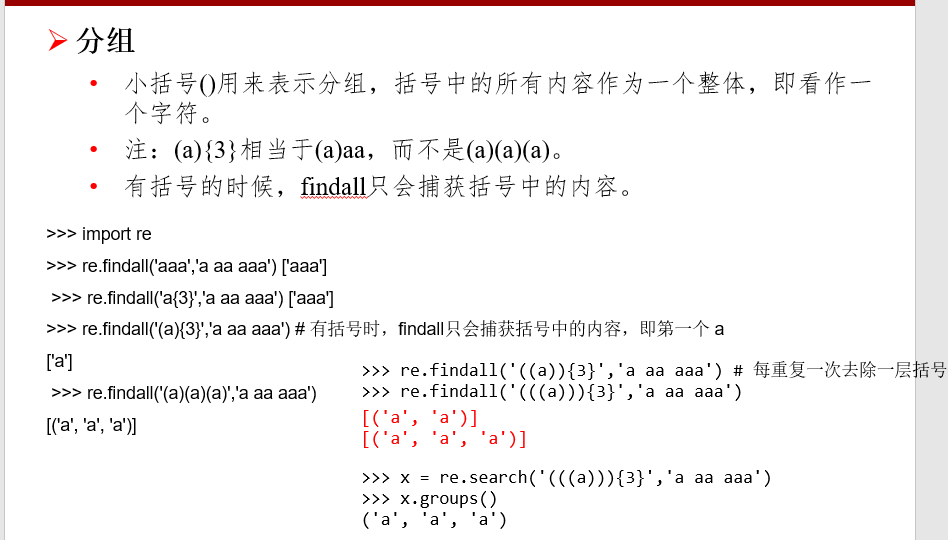 分组
小括号()用来表示分组，括号中的所有内容作为一个整体，即看作一
个字符。
注：(a){3}相当于(a)aa，而不是(a)(a)(a)。
有括号的时候，findall只会捕获括号中的内容。
>>> import re
>>> re.findall('aaa','a aa aaa') ['aaa']
>>> re.findall('a{3}','a aa aaa') ['aaa']
>>> re.findall('(a){3}','a aa aaa') # 有括号时，findall只会捕获括号中的内容，即第一个 a
['a']
>>> re.findall('(a)(a)(a)','a aa aaa')
[('a', 'a', 'a')]
>>> re.findall('((a)){3}','a aa aaa') # 每重复一次去除一层括号
>>> re.findall('(((a))){3}','a aa aaa')
[('a', 'a')]
[('a', 'a', 'a')]
>>> x = re.search('(((a))){3}','a aa aaa')
>>> x.groups()
('a', 'a', 'a')